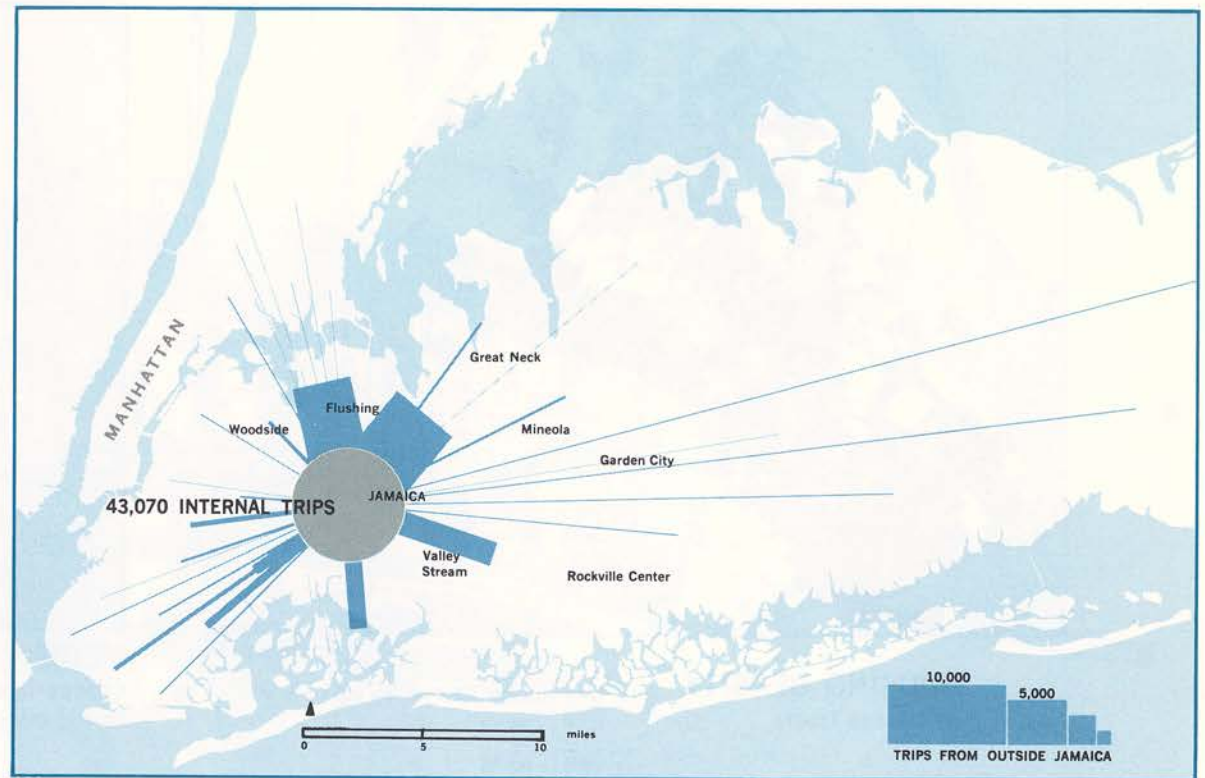 MANHATTAN
Great Neck
Flushing
Woodside
Mineola
Garden City
JAMAICA
43,070 INTERNAL TRIPS
Valley
Stream
Rockville Center
10,000
5,000
TRIPS FROM OUTSIDE JAMAICA
0 5 10 miles